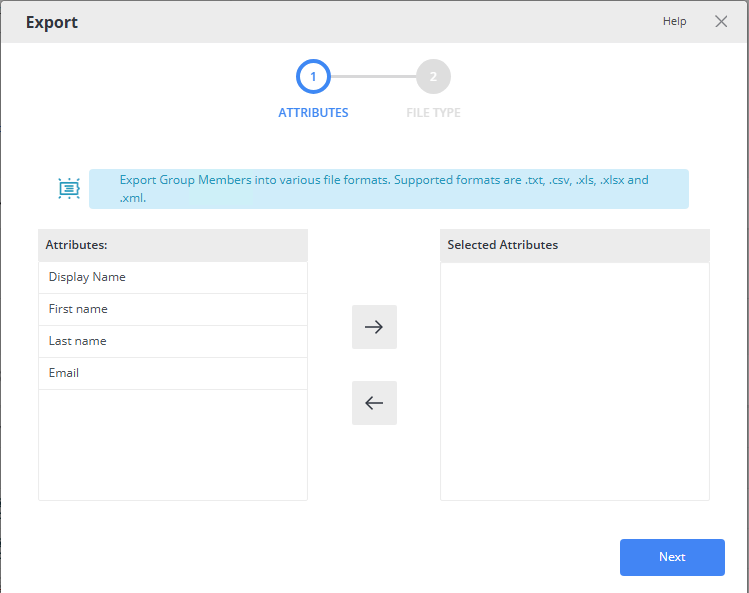 Export
Help
1
2
ATTRIBUTES
FILE TYPE
Export Group Members into various file formats. Supported formats are .txt, .csv, .xls, .xlsx and
.xml.
Attributes:
Display Name
First name
Last name
Email
Selected Attributes
Next